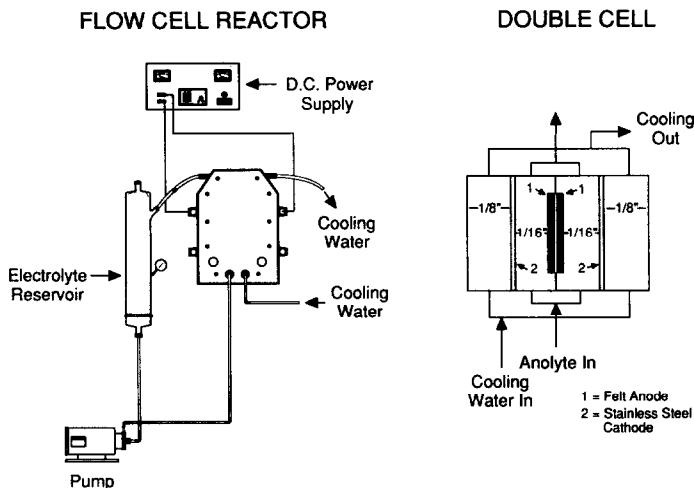 FLOW CELL REACTOR
D.C. Power
Supply
A
Cooling
Water
Electrolyte
Reservoir
Cooling
Water
Pump
DOUBLE CELL
Cooling
Out
1
1
1/8"
1/16"
1/16"
1/8"
2
2
Anolyte In
Cooling
Water In
1 = Felt Anode
2 = Stainless Steel
Cathode